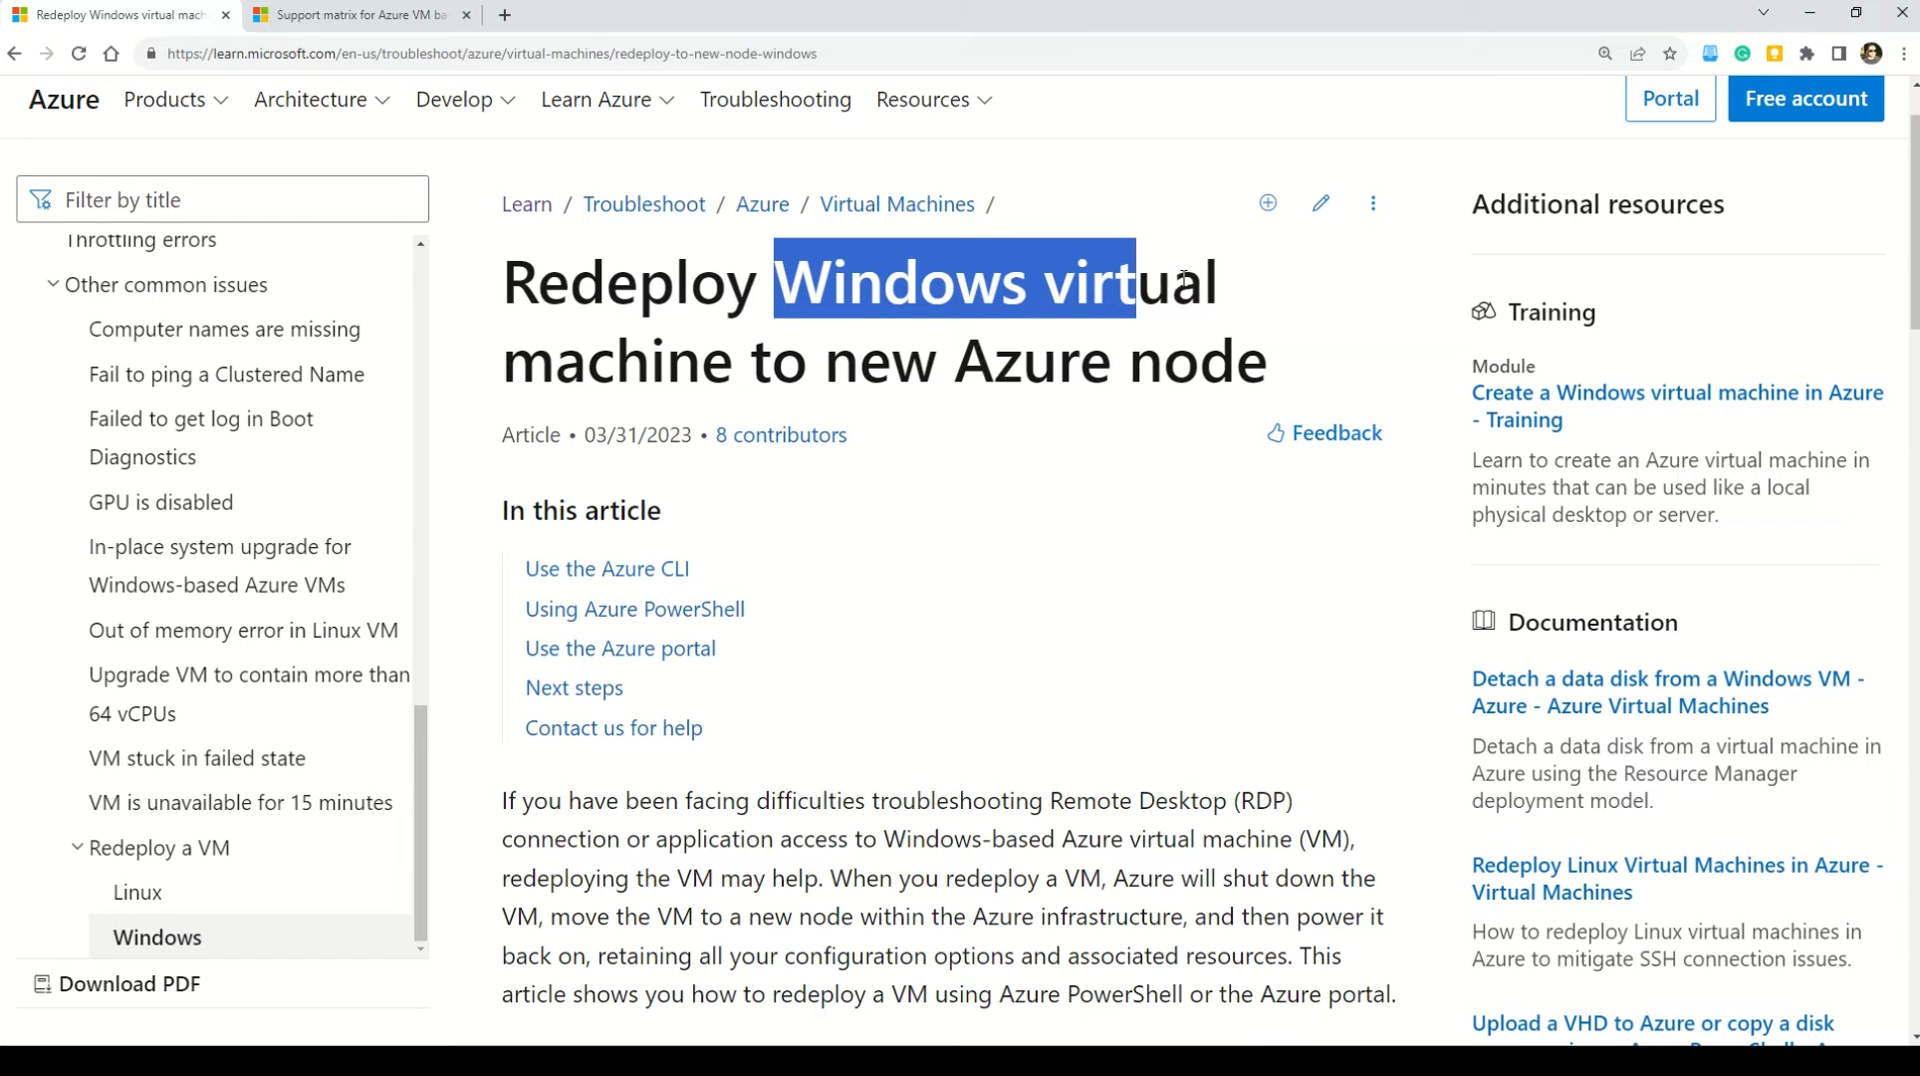 Redeploy Windows virtual mach
Support matrix for Azure VM ba
https://learn.microsoft.com/en-us/troubleshoot/azure/virtual-machines/redeploy-to-new-node-windows
Azure Products Architecture Develop Learn Azure Troubleshooting Resources Portal Free account
Filter by title
Throttling errors
Other common issues
Computer names are missing
Fail to ping a Clustered Name
Failed to get log in Boot
Diagnostics
GPU is disabled
In-place system upgrade for
Windows-based Azure VMs
Out of memory error in Linux VM
Upgrade VM to contain more than
64 vCPUs
VM stuck in failed state
VM is unavailable for 15 minutes
Redeploy a VM
Linux
Windows
Download PDF
Learn / Troubleshoot / Azure / Virtual Machines /
Redeploy Windows virtual
machine to new Azure node
Article • 03/31/2023 • 8 contributors
Feedback
In this article
Use the Azure CLI
Using Azure PowerShell
Use the Azure portal
Next steps
Contact us for help
If you have been facing difficulties troubleshooting Remote Desktop (RDP)
connection or application access to Windows-based Azure virtual machine (VM),
redeploying the VM may help. When you redeploy a VM, Azure will shut down the
VM, move the VM to a new node within the Azure infrastructure, and then power it
back on, retaining all your configuration options and associated resources. This
article shows you how to redeploy a VM using Azure PowerShell or the Azure portal.
Additional resources
Training
Module
Create a Windows virtual machine in Azure
- Training
Learn to create an Azure virtual machine in
minutes that can be used like a local
physical desktop or server.
Documentation
Detach a data disk from a Windows VM -
Azure - Azure Virtual Machines
Detach a data disk from a virtual machine in
Azure using the Resource Manager
deployment model.
Redeploy Linux Virtual Machines in Azure -
Virtual Machines
How to redeploy Linux virtual machines in
Azure to mitigate SSH connection issues.
Upload a VHD to Azure or copy a disk